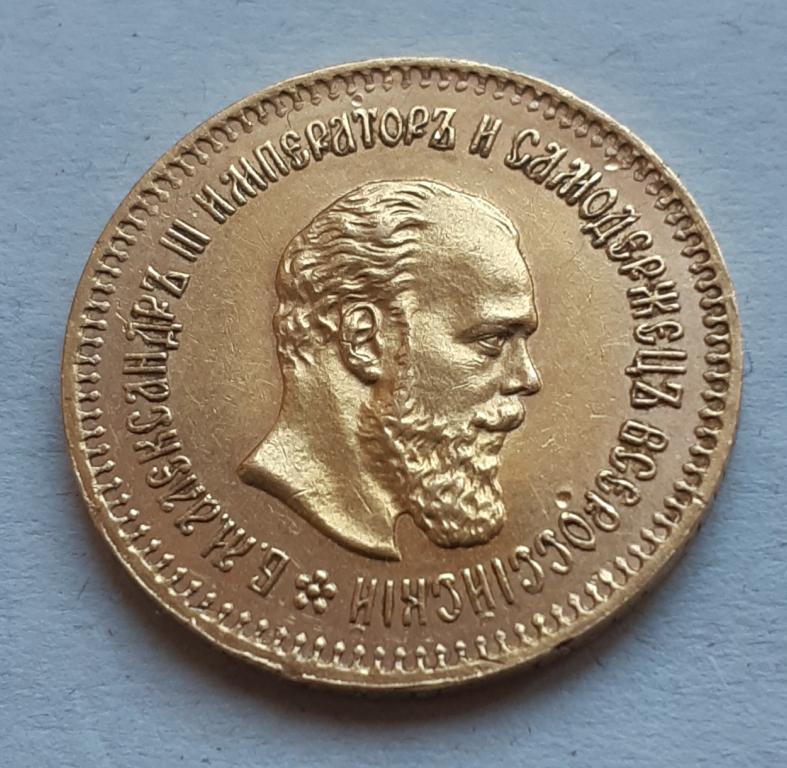 Б.М.АЛЕКСАНДРЪ III ИМПЕРАТОРЪ И САМОДЕРЖЕЦЪ ВСЕРОССІЙСКІЙ